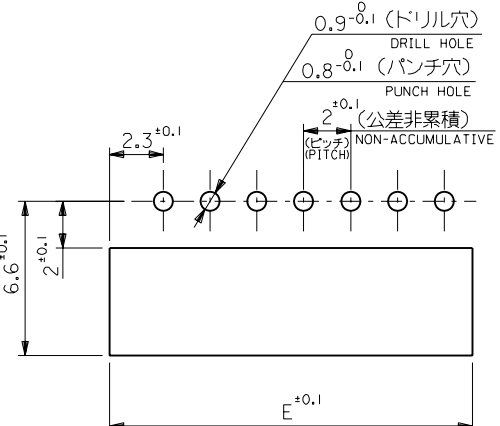 0.9 0 -0.1 (ドリル穴)
DRILL HOLE
0.8 0 -0.1 (パンチ穴)
PUNCH HOLE
2 ±0.1 (公差非累積)
(ピッチ) NON-ACCUMULATIVE
(PITCH)
2.3 ±0.1
6.6 ±0.1
2 ±0.1
E ±0.1